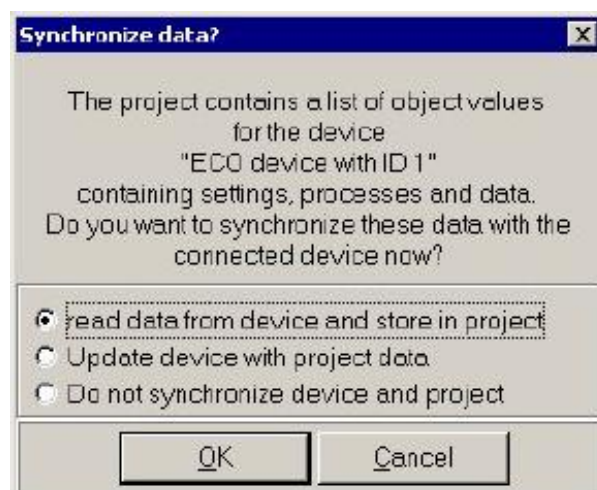 Synchronize data?
The project contains a list of object values
for the device
"ECO device with ID 1"
containing settings, processes and data.
Do you want to synchronize these data with the
connected device now?
read data from device and store in project
Update device with project data
Do not synchronize device and project
OK
Cancel